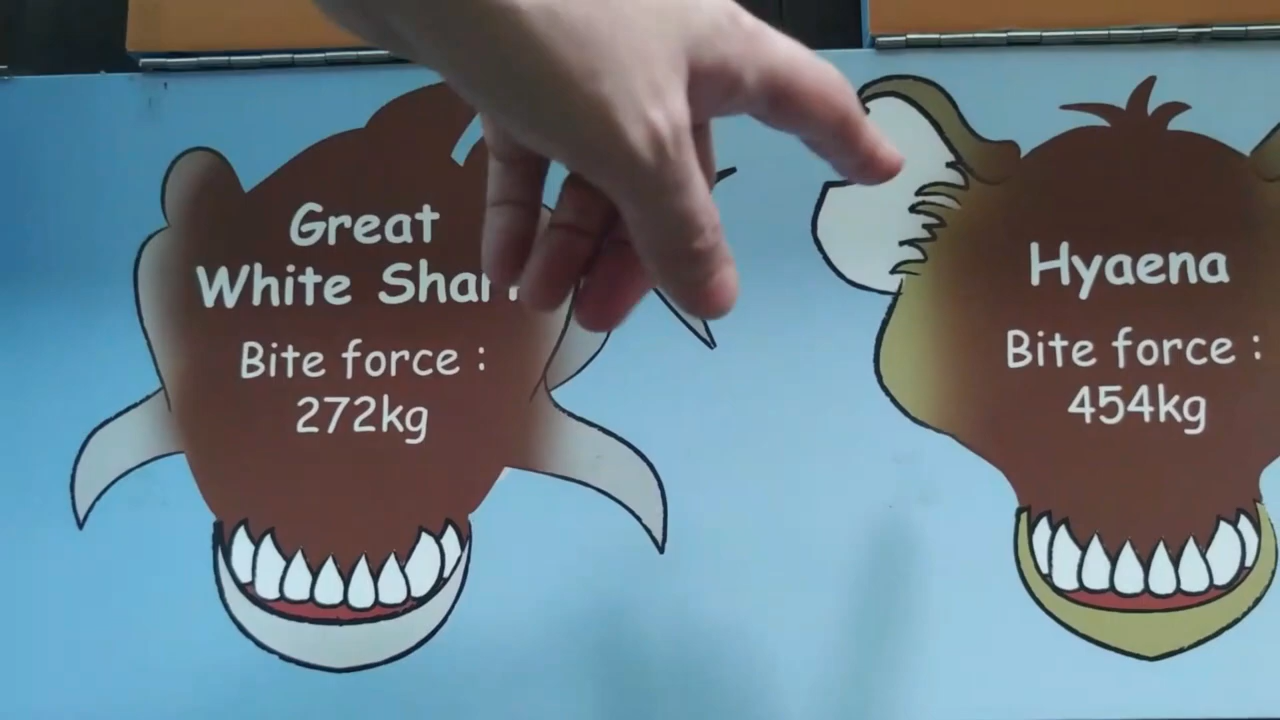 Great
White
Bite force :
272kg
Hyaena
Bite force :
454kg